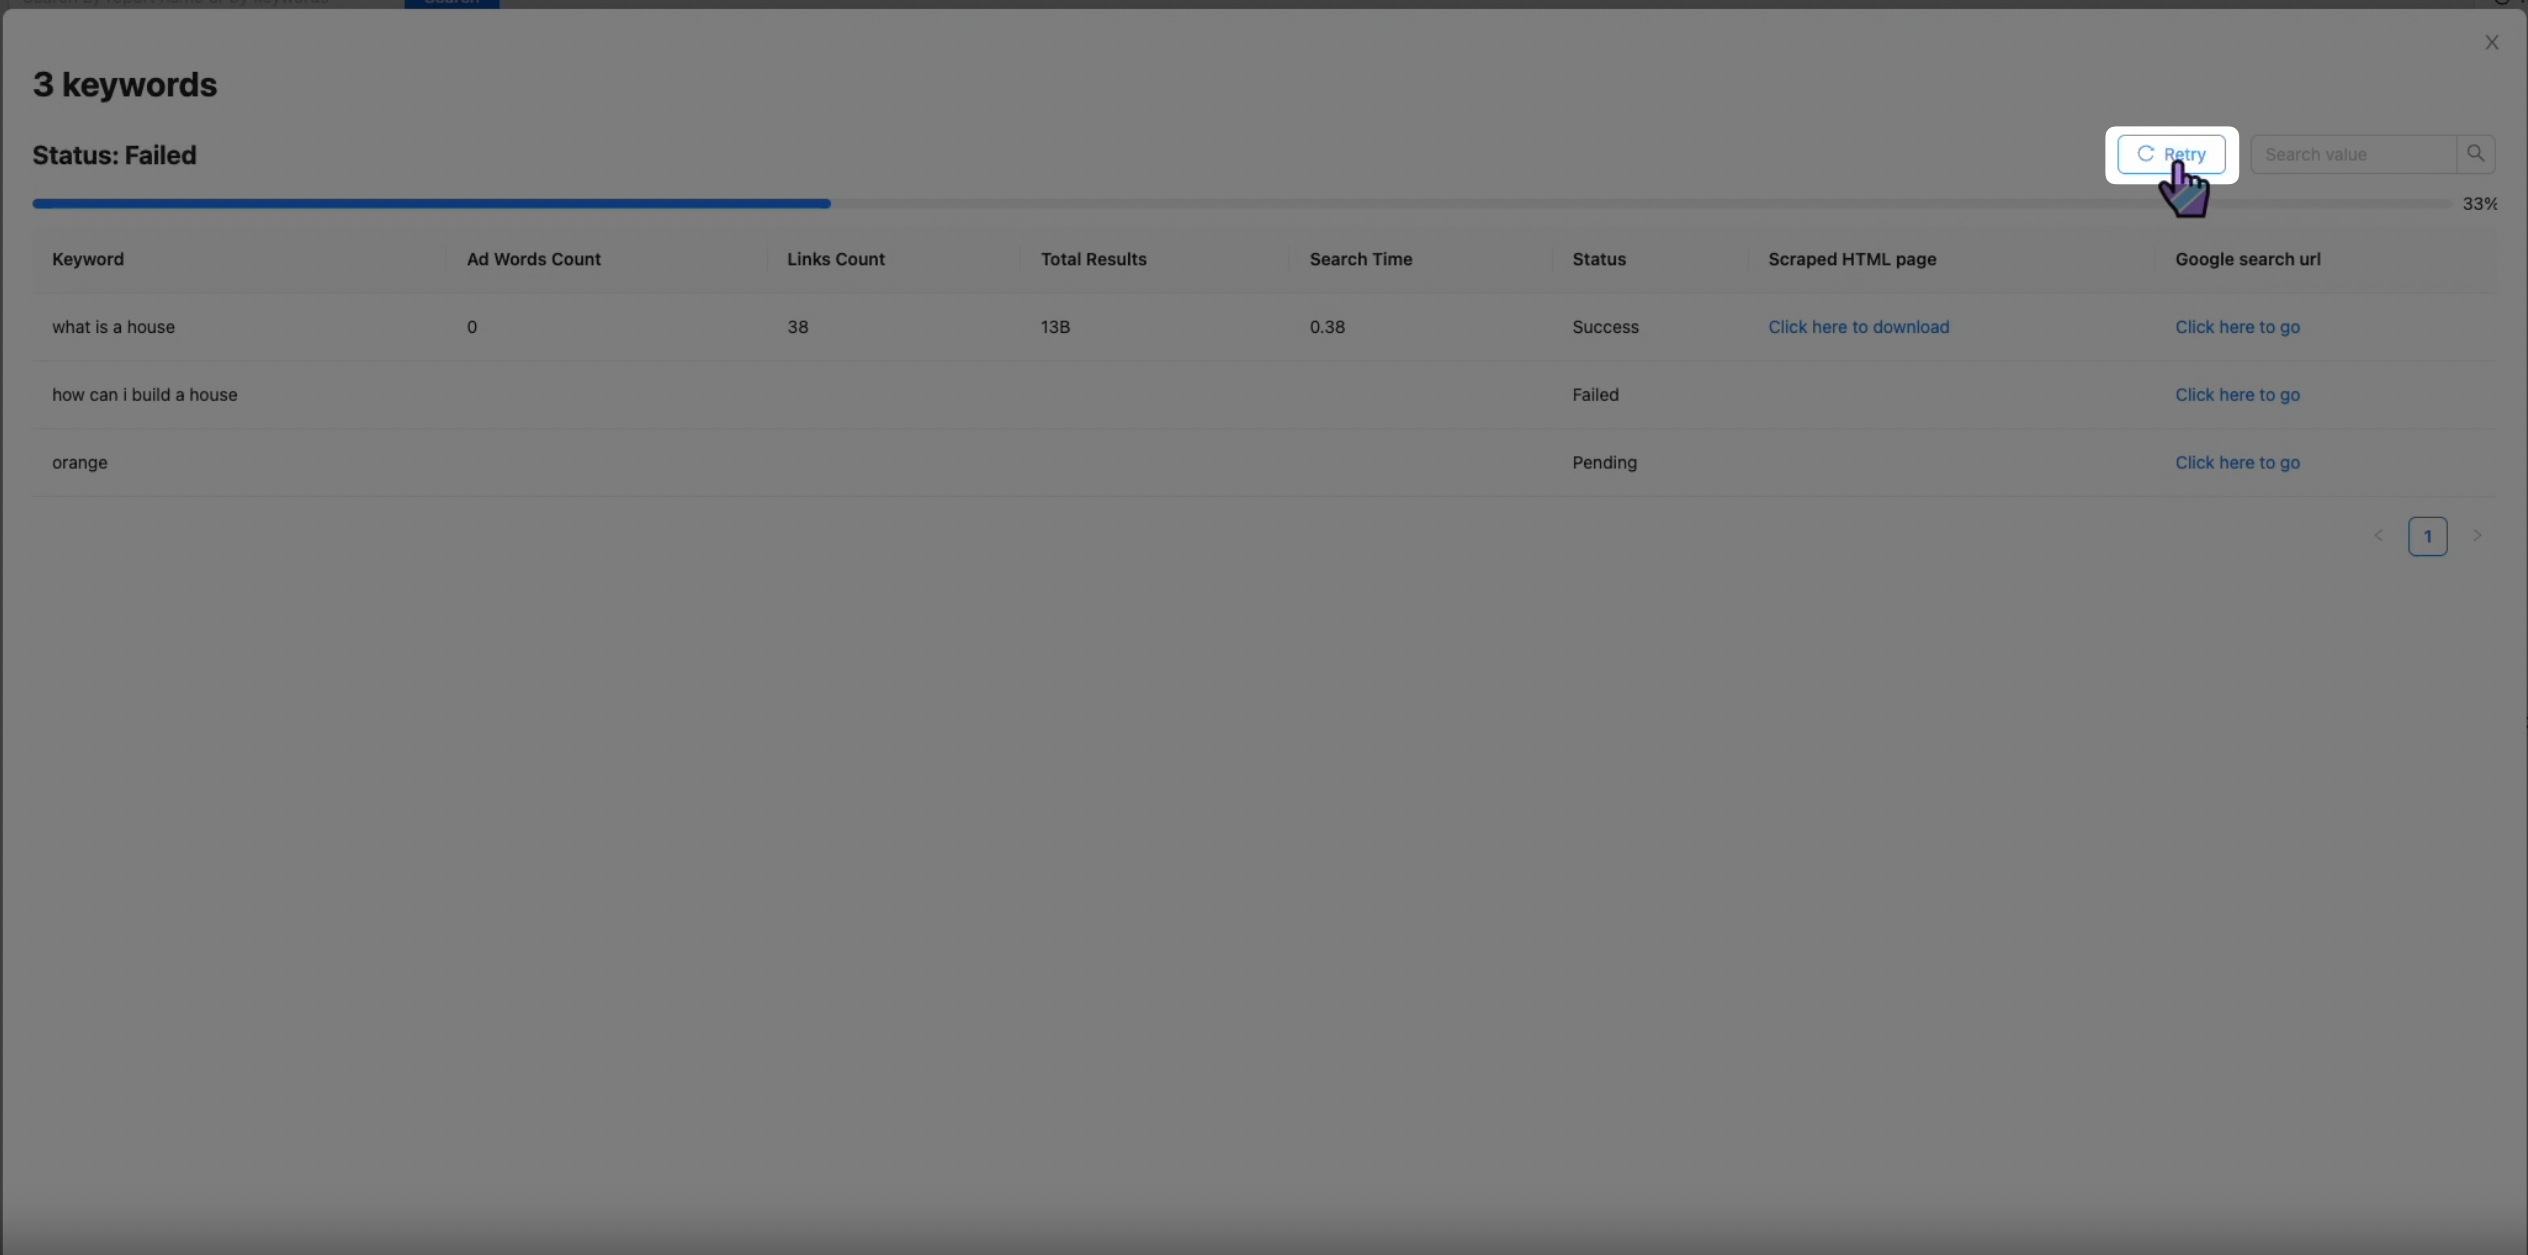 Search
X
3 keywords
Status: Failed
Retry
Search value
33%
Keyword Ad Words Count Links Count Total Results Search Time Status Scraped HTML page Google search url
what is a house 0 38 13B 0.38 Success Click here to download Click here to go
how can i build a house Failed Click here to go
orange Pending Click here to go
< 1 >